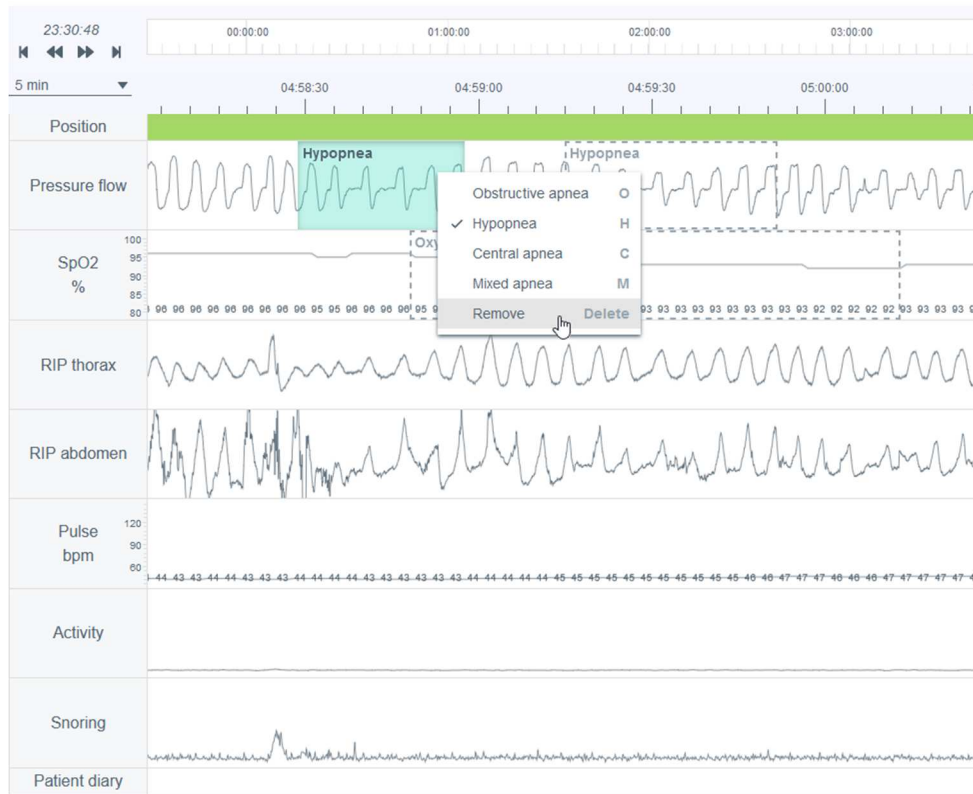 23:30:48
00:00:00 01:00:00 02:00:00 03:00:00
5 min
04:58:30 04:59:00 04:59:30 05:00:00
Position
Pressure flow
Hypopnea
Hypopnea
Obstructive apnea O
Hypopnea H
Central apnea C
Mixed apnea M
Remove Delete
SpO2
%
100
95
90
85
80
Oxy
RIP thorax
RIP abdomen
Pulse
bpm
120
90
60
Activity
Snoring
Patient diary